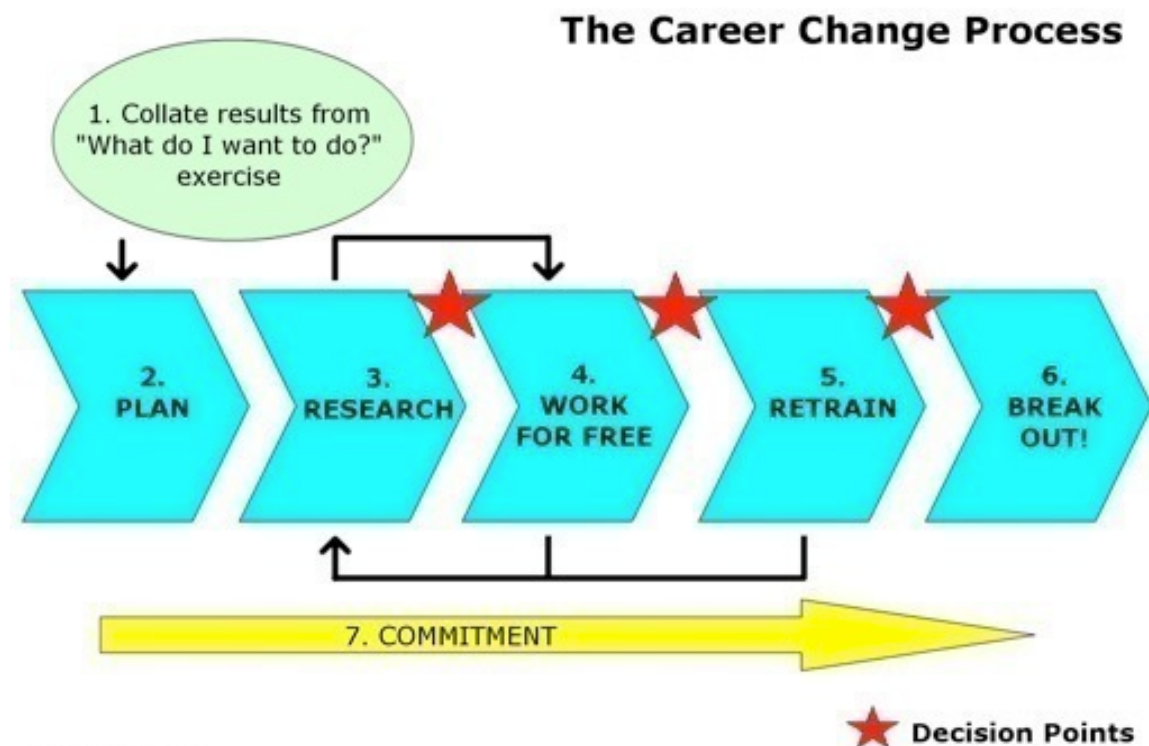 The Career Change Process
1. Collate results from
"What do I want to do?"
exercise
2.
PLAN
3.
RESEARCH
4.
WORK
FOR FREE
5.
RETRAIN
6.
BREAK
OUT!
7. COMMITMENT
Decision Points